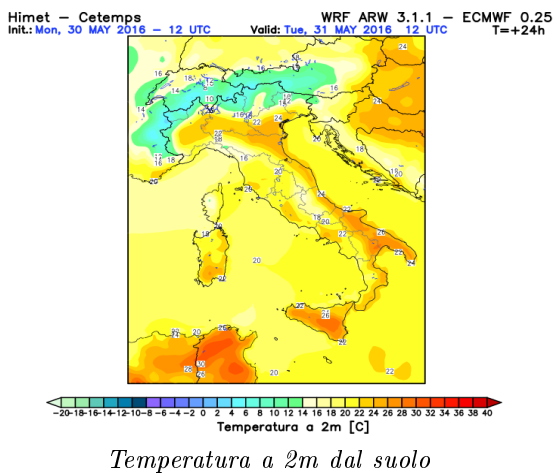 Himet – Cetemps WRF ARW 3.1.1 – ECMWF 0.25
Init.: Mon, 30 MAY 2016 – 12 UTC Valid: Tue, 31 MAY 2016 12 UTC T=+24h
-20 -18 -16 -14 -12 -10 -8 -6 -4 -2 0 2 4 6 8 10 12 14 16 18 20 22 24 26 28 30 32 34 36 38 40
Temperatura a 2m [C]
Temperatura a 2m dal suolo